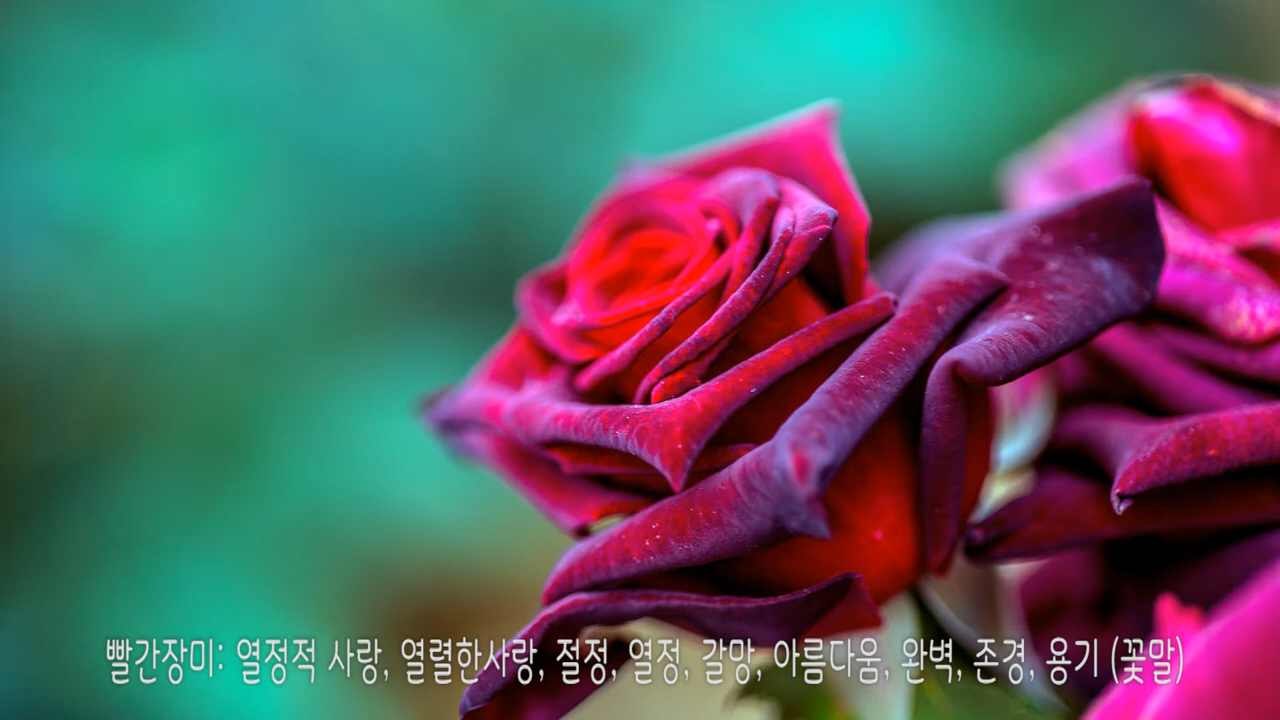 빨간장미: 열정적 사랑, 열렬한사랑, 절정, 열정, 갈망, 아름다움, 완벽, 존경, 용기 (꽃말)